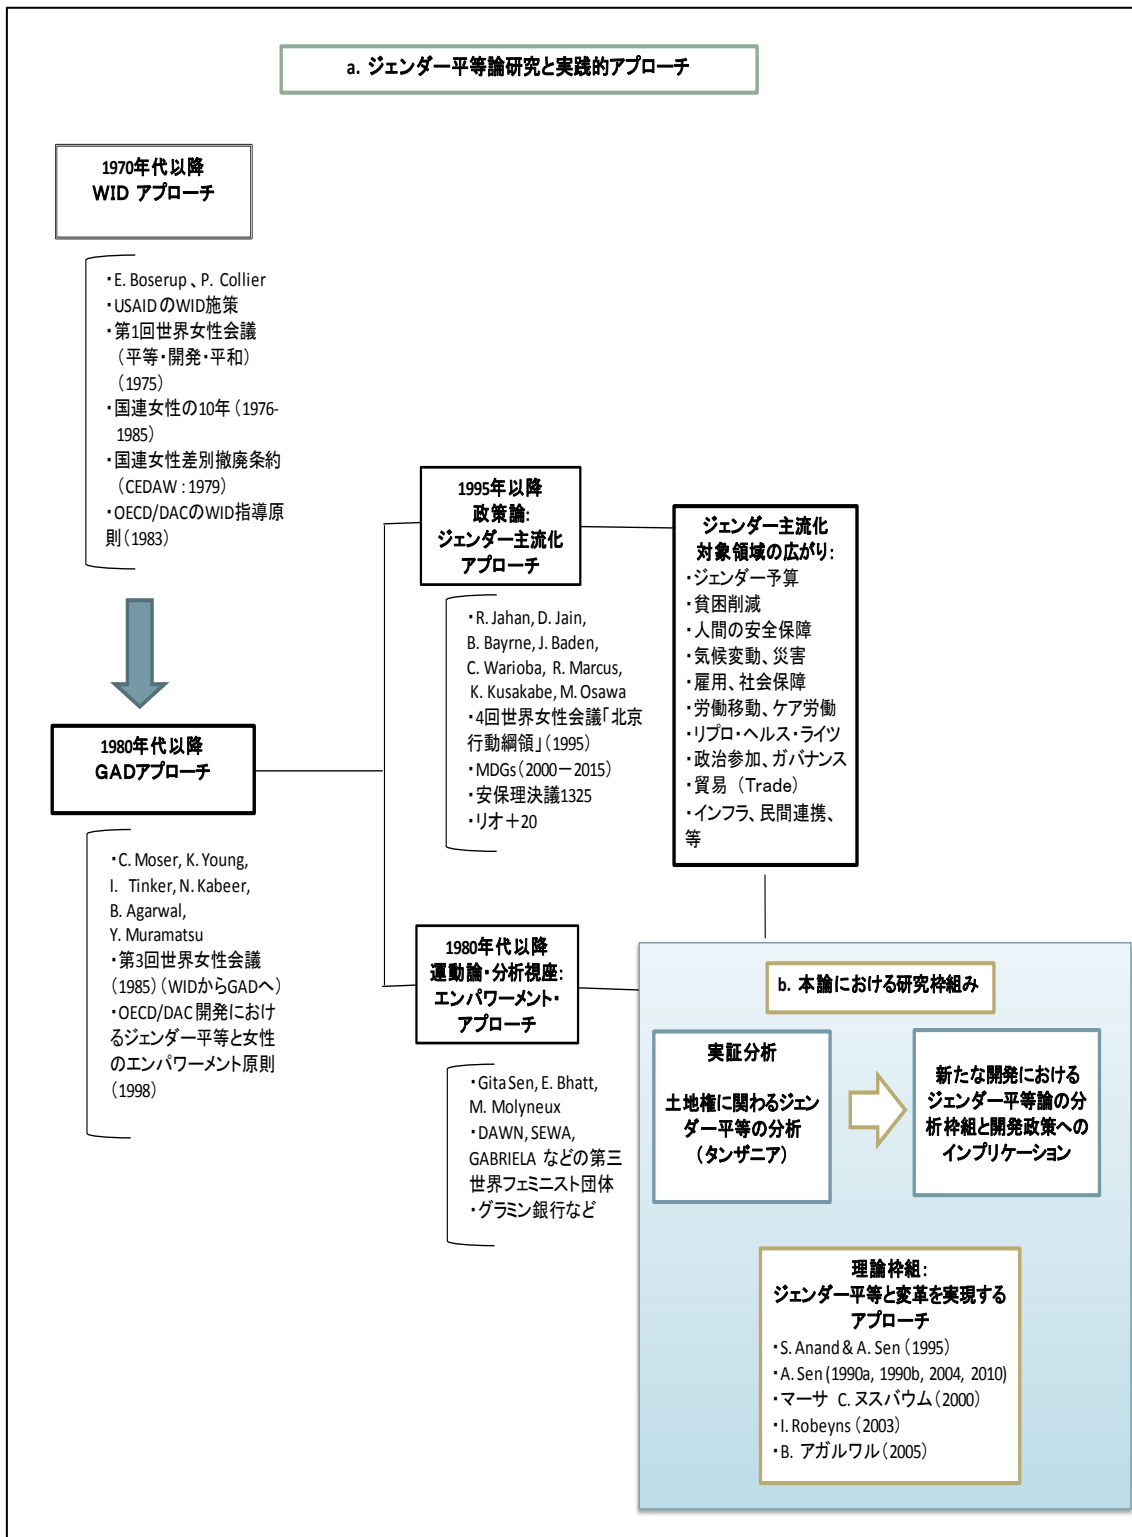 a. ジェンダー平等論研究と実践的アプローチ
1970年代以降
WID アプローチ
・E. Boserup 、P. Collier
・USAID のWID施策
・第1回世界女性会議
（平等・開発・平和）
（1975）
・国連女性の10年（1976-
1985）
・国連女性差別撤廃条約
（CEDAW : 1979）
・OECD/DACのWID指導原
則（1983）
1980年代以降
GADアプローチ
・C. Moser, K. Young,
I. Tinker, N. Kabeer,
B. Agarwal,
Y. Muramatsu
・第3回世界女性会議
（1985）（WIDからGADへ）
・OECD/DAC 開発におけ
るジェンダー平等と女性
のエンパワーメント原則
（1998）
1995年以降
政策論:
ジェンダー主流化
アプローチ
・R. Jahan, D. Jain,
B. Bayrne, J. Baden,
C. Warioba, R. Marcus,
K. Kusakabe, M. Osawa
・4回世界女性会議「北京
行動綱領」（1995）
・MDGs（2000－2015）
・安保理決議1325
・リオ＋20
ジェンダー主流化
対象領域の広がり:
・ジェンダー予算
・貧困削減
・人間の安全保障
・気候変動、災害
・雇用、社会保障
・労働移動、ケア労働
・リプロ・ヘルス・ライツ
・政治参加、ガバナンス
・貿易（Trade）
・インフラ、民間連携、
等
1980年代以降
運動論・分析視座:
エンパワーメント・
アプローチ
・Gita Sen, E. Bhatt,
M. Molyneux
・DAWN, SEWA,
GABRIELA などの第三
世界フェミニスト団体
・グラミン銀行など
b. 本論における研究枠組み
実証分析
土地権に関わるジェン
ダー平等の分析
（タンザニア）
新たな開発における
ジェンダー平等論の分
析枠組と開発政策への
インプリケーション
理論枠組:
ジェンダー平等と変革を実現する
アプローチ
・S. Anand & A. Sen（1995）
・A. Sen (1990a, 1990b, 2004, 2010)
・マーサ C. ヌスバウム（2000）
・I. Robeyns（2003）
・B. アガルワル（2005）